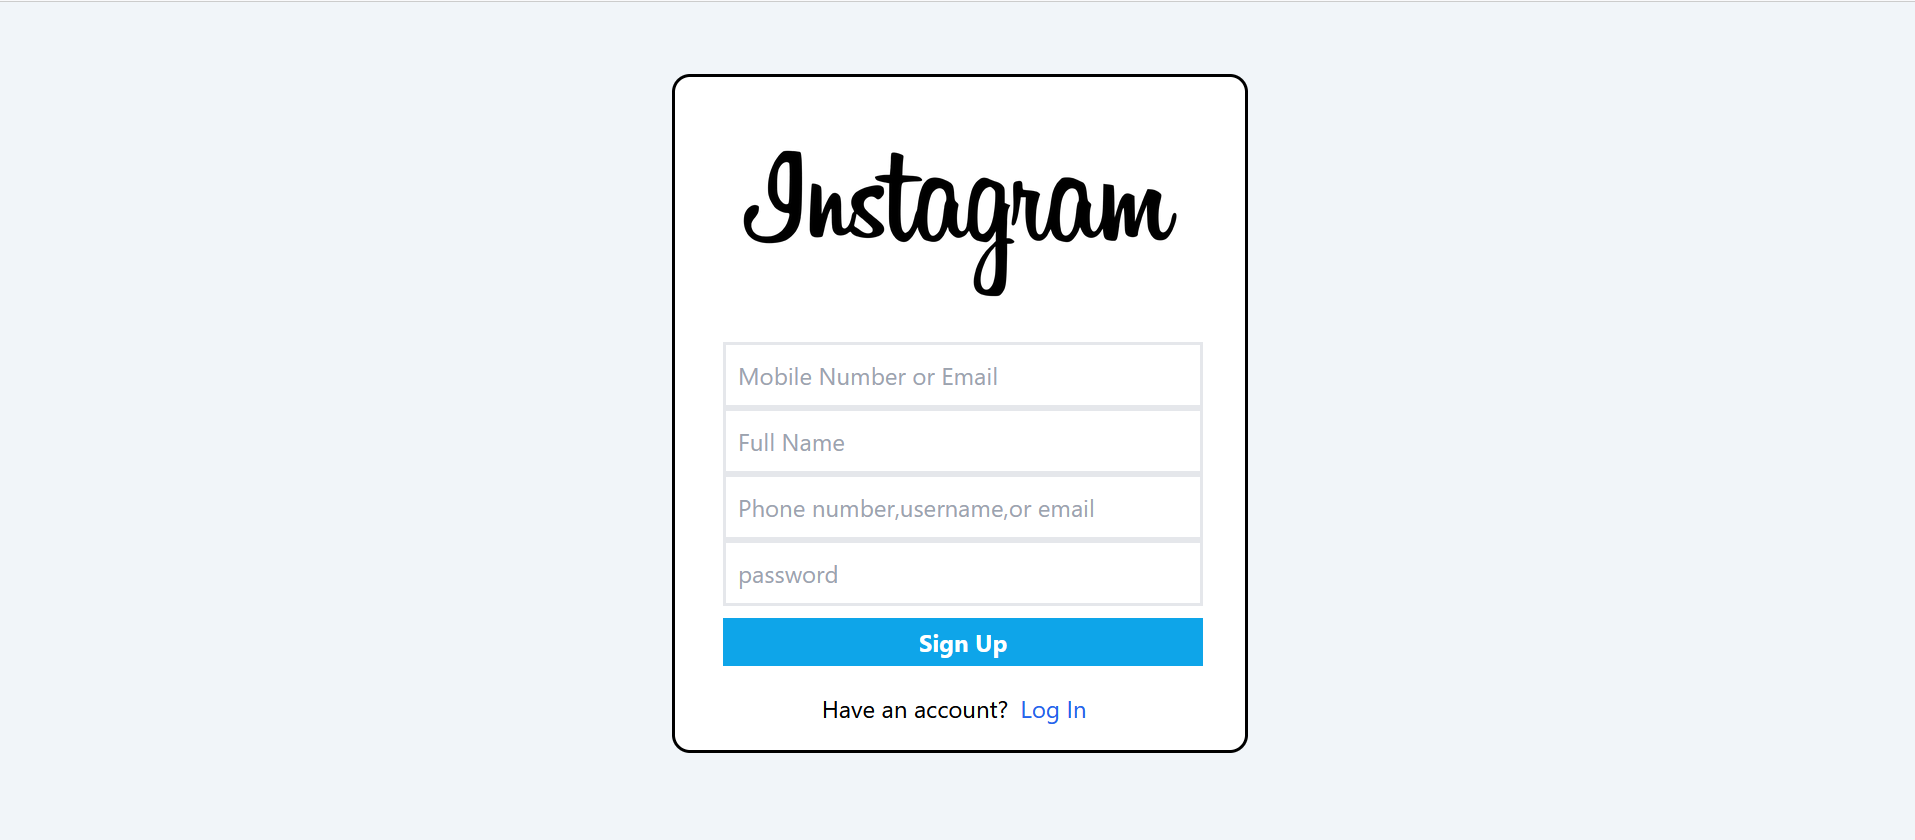 Instagram
Mobile Number or Email
Full Name
Phone number,username,or email
password
Sign Up
Have an account? Log In